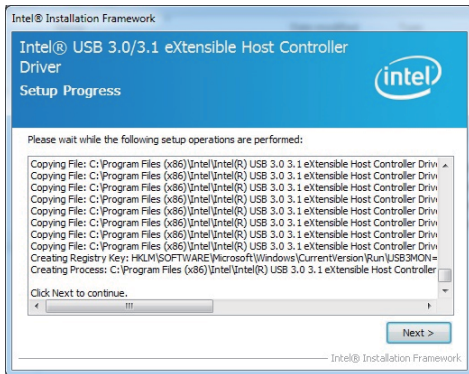 Intel® Installation Framework
Intel® USB 3.0/3.1 eXtensible Host Controller
Driver
Setup Progress
intel
Please wait while the following setup operations are performed:
Copying File: C:\Program Files (x86)\Intel\Intel(R) USB 3.0 3.1 eXtensible Host Controller Drive
Copying File: C:\Program Files (x86)\Intel\Intel(R) USB 3.0 3.1 eXtensible Host Controller Drive
Copying File: C:\Program Files (x86)\Intel\Intel(R) USB 3.0 3.1 eXtensible Host Controller Drive
Copying File: C:\Program Files (x86)\Intel\Intel(R) USB 3.0 3.1 eXtensible Host Controller Drive
Copying File: C:\Program Files (x86)\Intel\Intel(R) USB 3.0 3.1 eXtensible Host Controller Drive
Copying File: C:\Program Files (x86)\Intel\Intel(R) USB 3.0 3.1 eXtensible Host Controller Drive
Copying File: C:\Program Files (x86)\Intel\Intel(R) USB 3.0 3.1 eXtensible Host Controller Drive
Copying File: C:\Program Files (x86)\Intel\Intel(R) USB 3.0 3.1 eXtensible Host Controller Drive
Creating Registry Key: HKLM\SOFTWARE\Microsoft\Windows\CurrentVersion\Run\USB3MON=
Creating Process: C:\Program Files (x86)\Intel\Intel(R) USB 3.0 3.1 eXtensible Host Controller
Click Next to continue.
Next >
Intel® Installation Framework